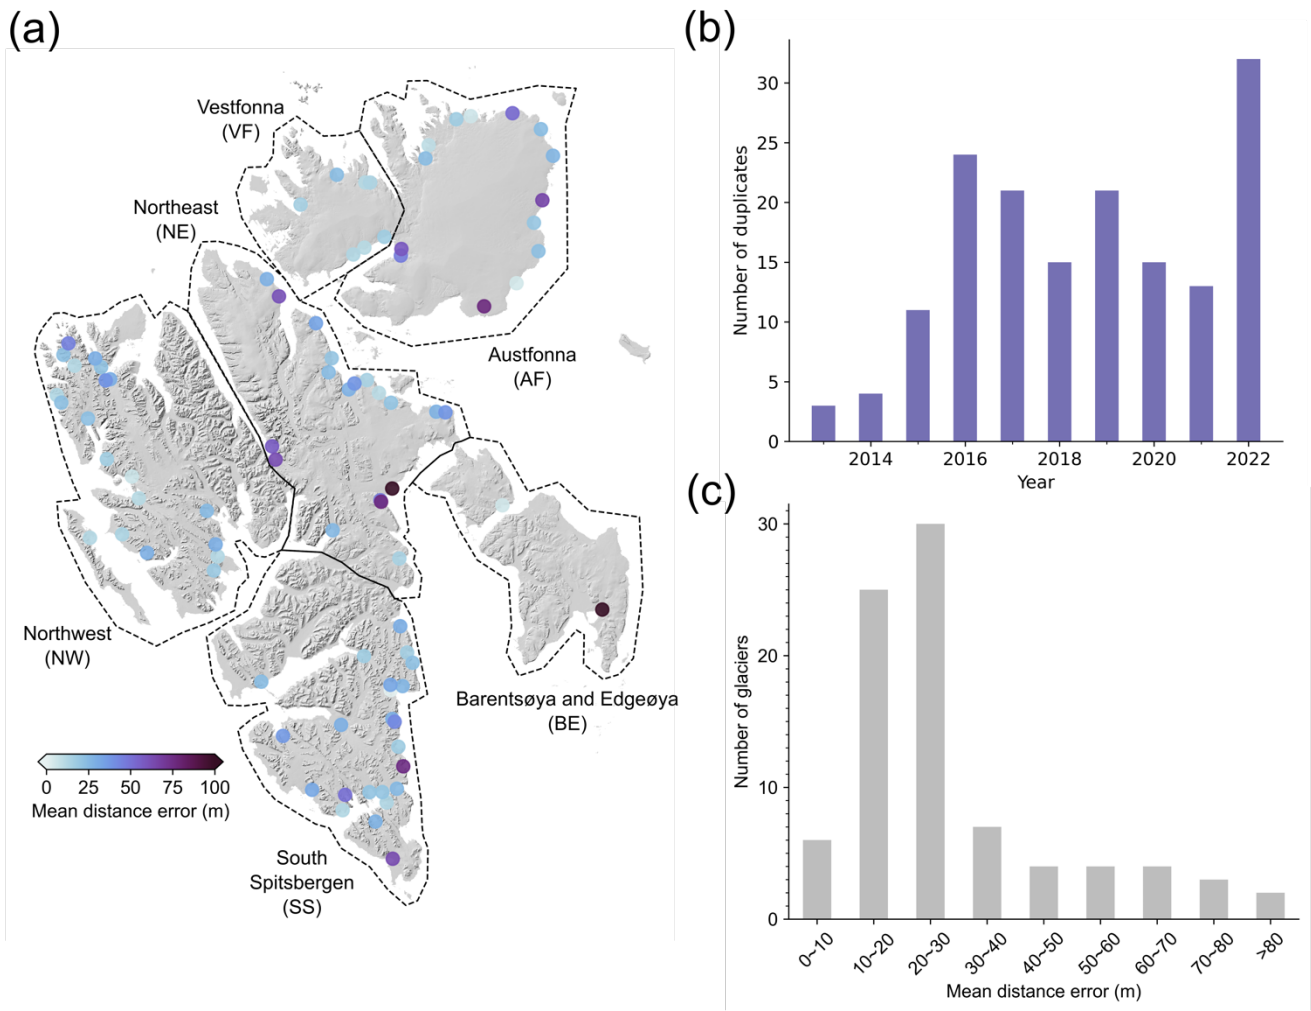 (a)
Vestfonna
(VF)
Northeast
(NE)
Austfonna
(AF)
Northwest
(NW)
Barentsøya and Edgeøya
(BE)
South
Spitsbergen
(SS)
0 25 50 75 100
Mean distance error (m)
(b)
Number of duplicates
30
25
20
15
10
5
0
2014 2016 2018 2020 2022
Year
(c)
Number of glaciers
30
20
10
0
0~10 10~20 20~30 30~40 40~50 50~60 60~70 70~80 >80
Mean distance error (m)